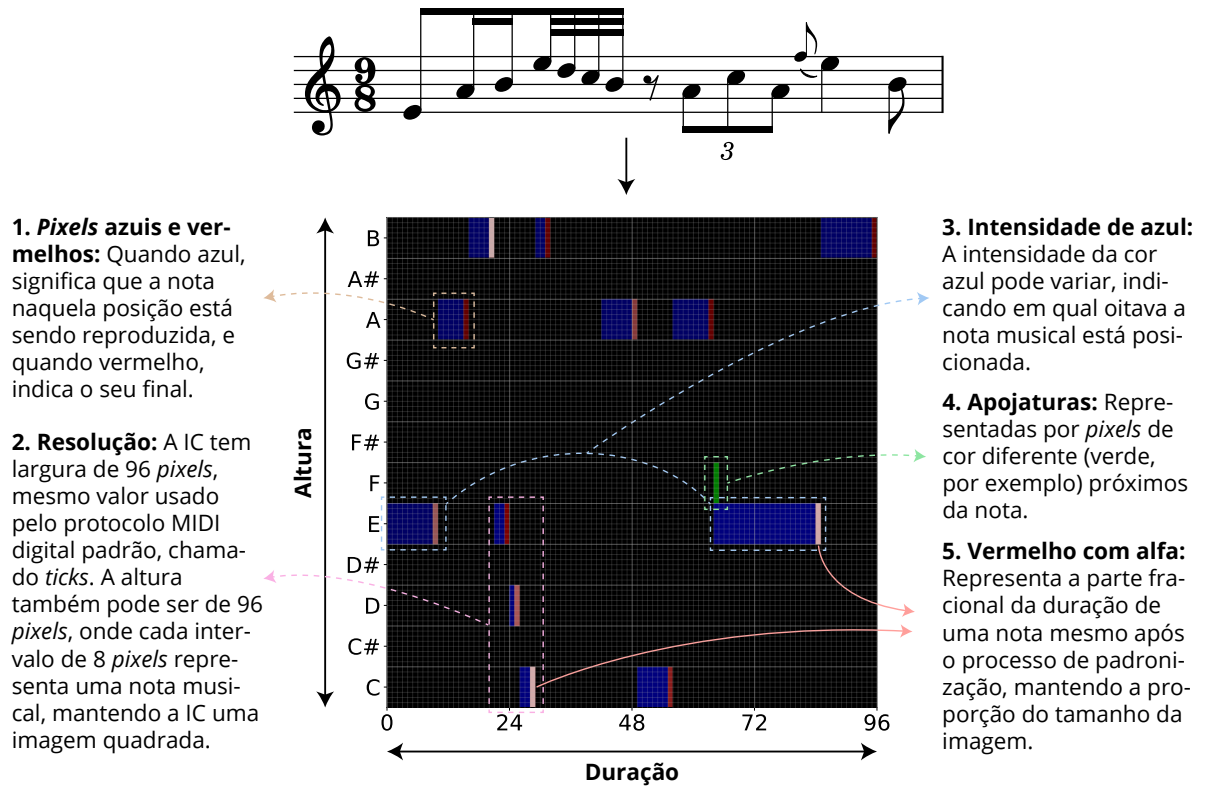 9
8
3
1. Pixels azuis e ver-
melhos: Quando azul,
significa que a nota
naquela posição está
sendo reproduzida, e
quando vermelho,
indica o seu final.
2. Resolução: A IC tem
largura de 96 pixels,
mesmo valor usado
pelo protocolo MIDI
digital padrão, chama-
do ticks. A altura
também pode ser de 96
pixels, onde cada inter-
valo de 8 pixels repre-
senta uma nota musi-
cal, mantendo a IC uma
imagem quadrada.
Altura
B
A#
A
G#
G
F#
F
E
D#
D
C#
C
0 24 48 72 96
Duração
3. Intensidade de azul:
A intensidade da cor
azul pode variar, indi-
cando em qual oitava a
nota musical está posi-
cionada.
4. Apojaturas: Repre-
sentadas por pixels de
cor diferente (verde,
por exemplo) próximos
da nota.
5. Vermelho com alfa:
Representa a parte fra-
cional da duração de
uma nota mesmo após
o processo de padroni-
zação, mantendo a pro-
porção do tamanho da
imagem.